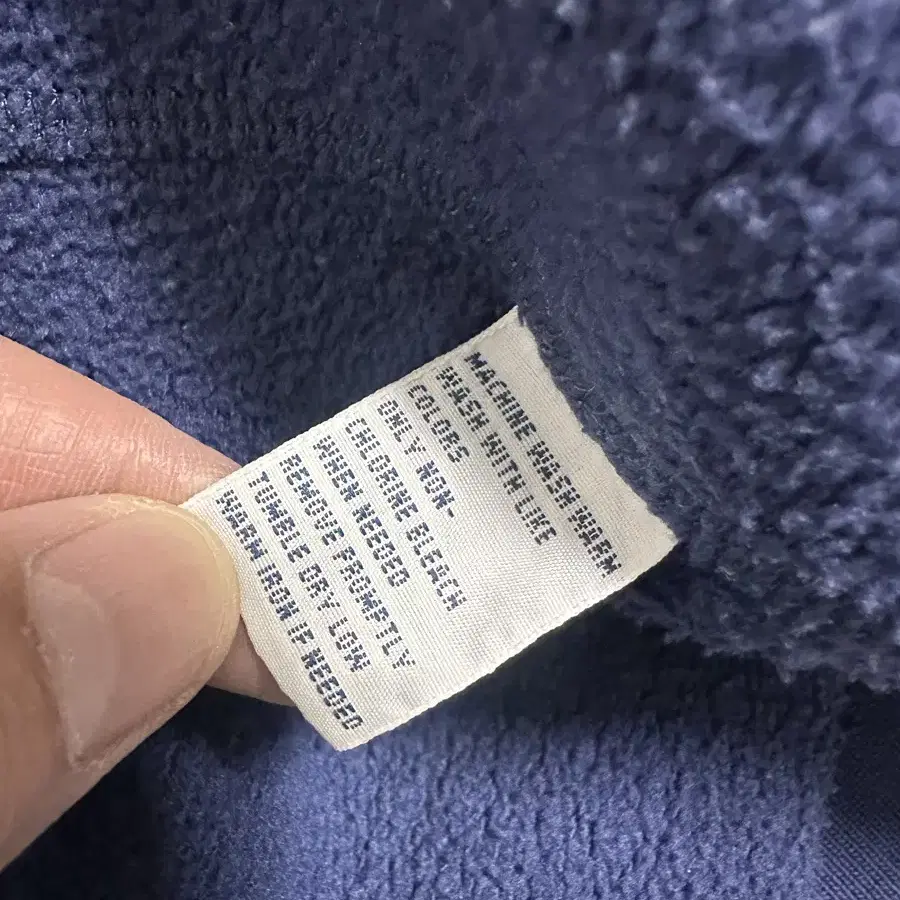 MACHINE WASH WARM
WASH WITH LIKE
COLORS
ONLY NON-
CHLORINE BLEACH
WHEN NEEDED
REMOVE PROMPTLY
TUMBLE DRY LOW
WARM IRON IF NEEDED